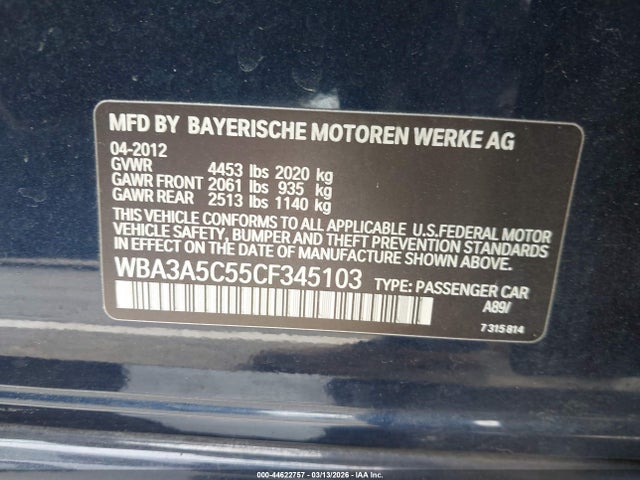 MFD BY BAYERISCHE MOTOREN WERKE AG
04-2012
GVWR 4453 lbs 2020 kg
GAWR FRONT 2061 lbs 935 kg
GAWR REAR 2513 lbs 1140 kg
THIS VEHICLE CONFORMS TO ALL APPLICABLE U.S.FEDERAL MOTOR
VEHICLE SAFETY, BUMPER AND THEFT PREVENTION STANDARDS
IN EFFECT ON THE DATE OF MANUFACTURE SHOWN ABOVE.
WBA3A5C55CF345103 TYPE: PASSENGER CAR
A89/
7 315 814
000-44622757 - 03/13/2026 - IAAI COPART